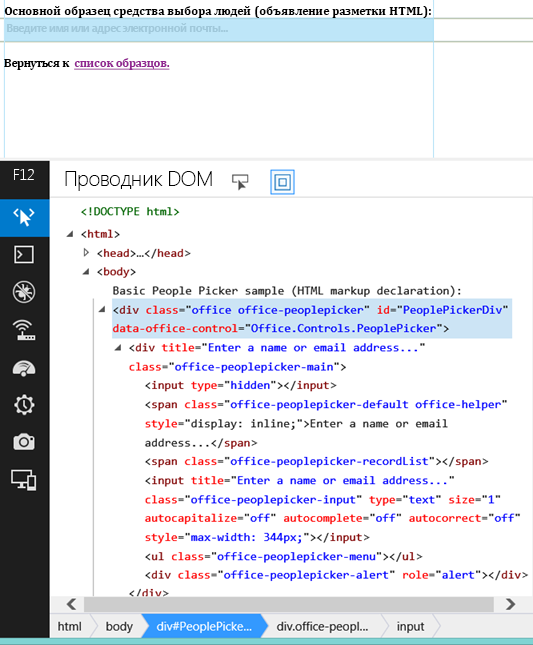 Основной образец средства выбора людей (объявление разметки HTML):
Введите имя или адрес электронной почты...
Вернуться к список образцов.
F12
Проводник DOM
<!DOCTYPE html>
<html>
<head>...</head>
<body>
Basic People Picker sample (HTML markup declaration):
<div class="office office-peoplepicker" id="PeoplePickerDiv"
data-office-control="Office.Controls.PeoplePicker">
<div title="Enter a name or email address..."
class="office-peoplepicker-main">
<input type="hidden"></input>
<span class="office-peoplepicker-default office-helper"
style="display: inline;">Enter a name or email
address...</span>
<span class="office-peoplepicker-recordList"></span>
<input title="Enter a name or email address..."
class="office-peoplepicker-input" type="text" size="1"
autocapitalize="off" autocomplete="off" autocorrect="off"
style="max-width: 344px;"></input>
<ul class="office-peoplepicker-menu"></ul>
<div class="office-peoplepicker-alert" role="alert"></div>
</div>
html body div#PeoplePicke... div.office-peopl... input